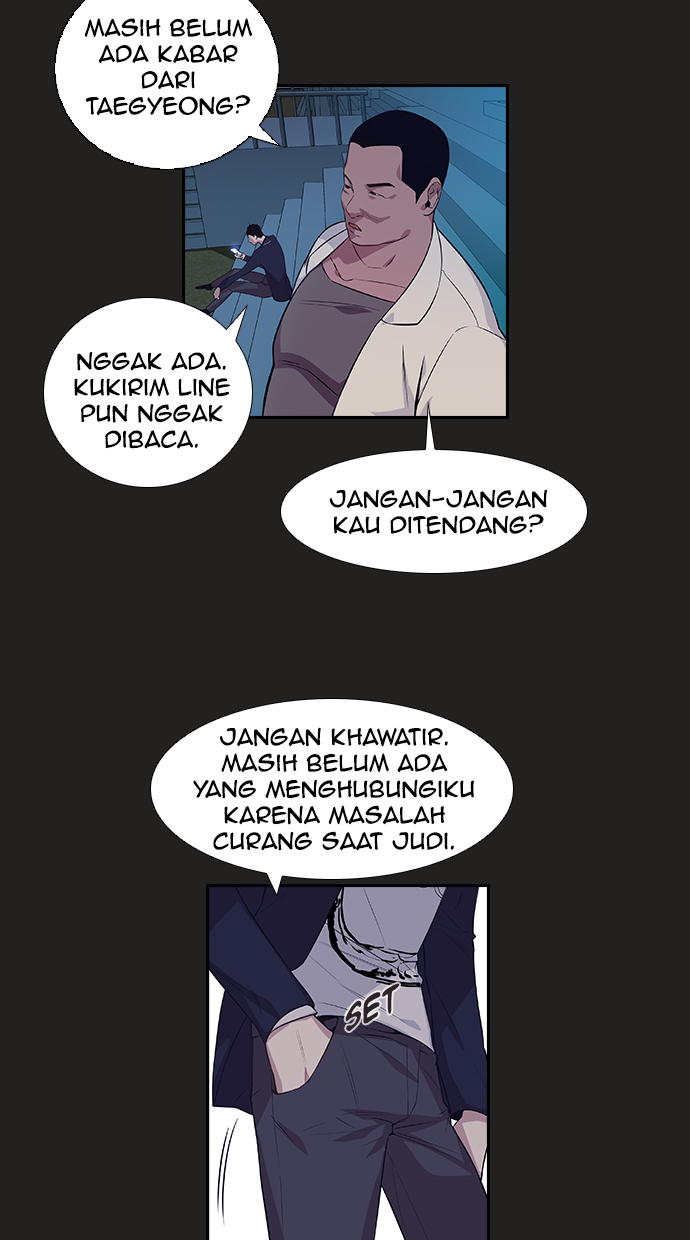 MASIH BELUM
ADA KABAR
DARI
TAEGYEONG?
NGGAK ADA.
KUKIRIM LINE
PUN NGGAK
DIBACA.
JANGAN-JANGAN
KAU DITENDANG?
JANGAN KHAWATIR.
MASIH BELUM ADA
YANG MENGHUBUNGIKU
KARENA MASALAH
CURANG SAAT JUDI.
SET